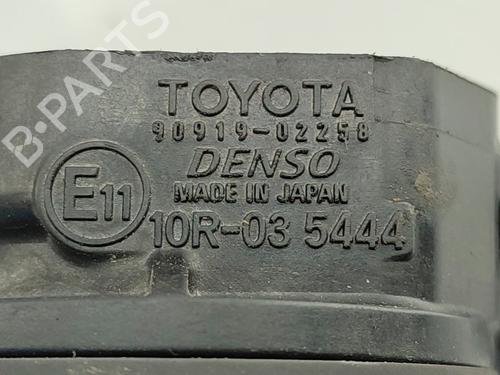 TOYOTA
90919-02258
DENSO
MADE IN JAPAN
E11
10R-03 5444
B-PARTS